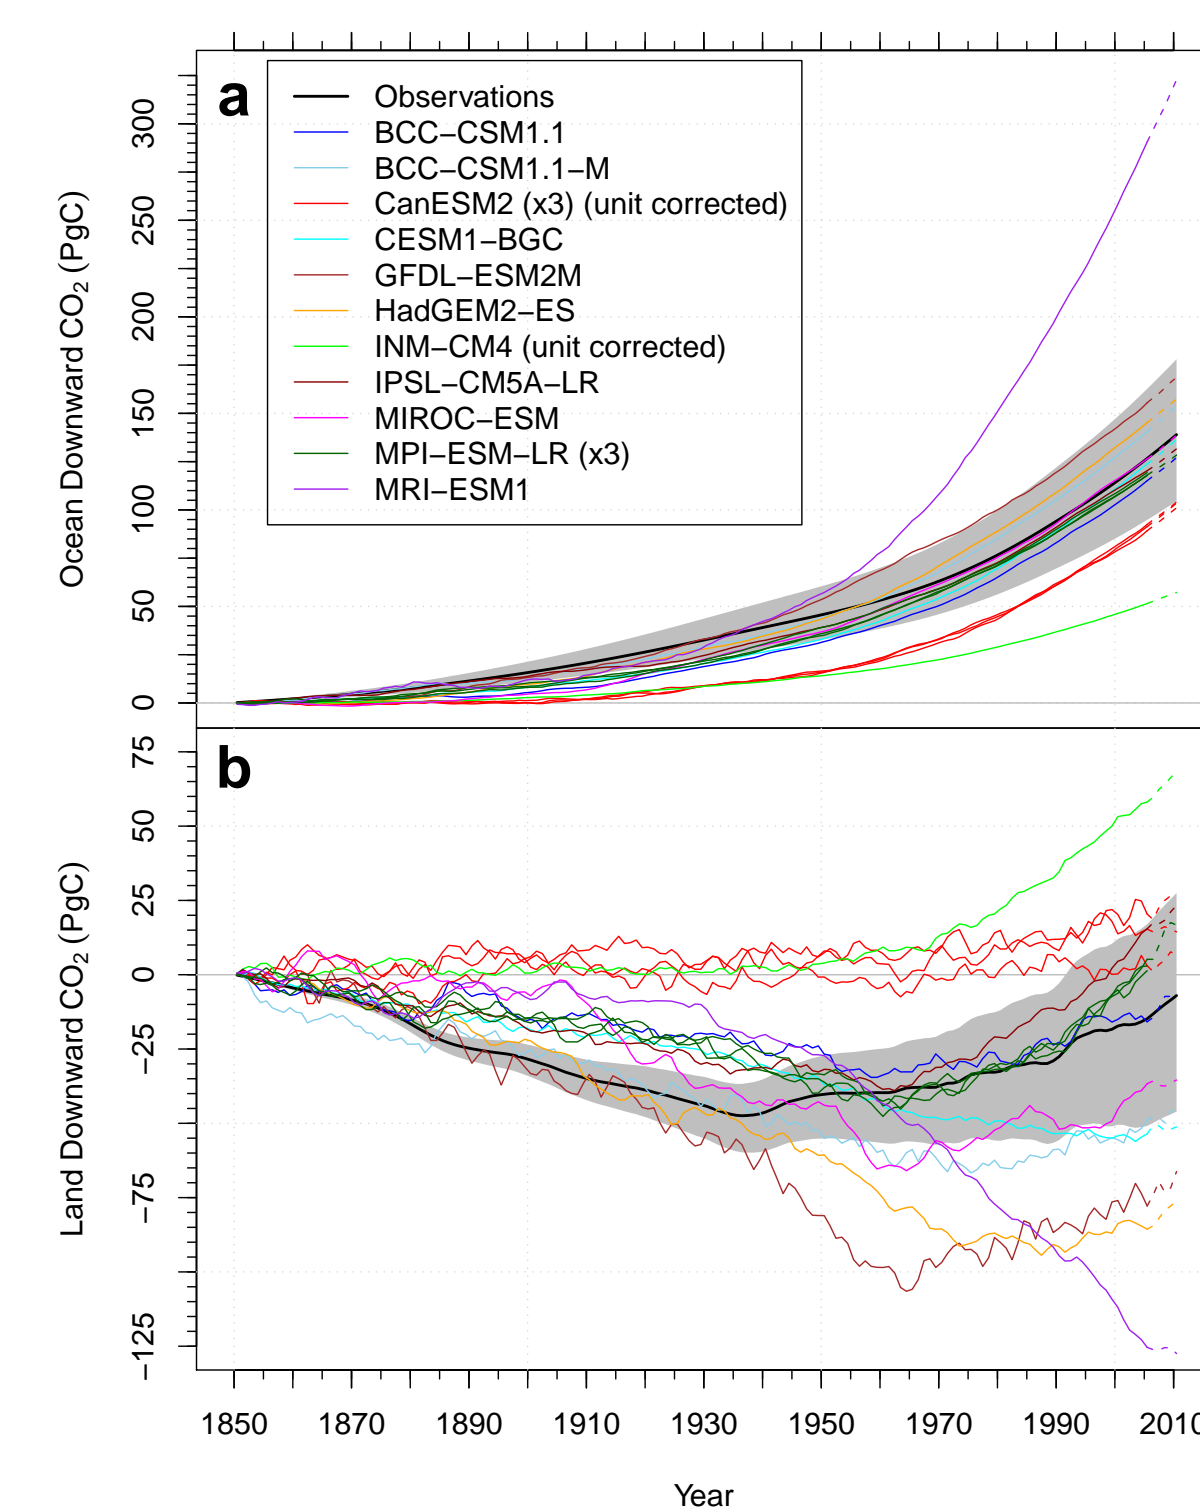 a
Observations
BCC−CSM1.1
BCC−CSM1.1−M
CanESM2 (x3) (unit corrected)
CESM1−BGC
GFDL−ESM2M
HadGEM2−ES
INM−CM4 (unit corrected)
IPSL−CM5A−LR
MIROC−ESM
MPI−ESM−LR (x3)
MRI−ESM1
Ocean Downward CO2 (PgC)
300
250
200
150
100
50
0
b
Land Downward CO2 (PgC)
75
50
25
0
−25
−75
−125
1850 1870 1890 1910 1930 1950 1970 1990 2010
Year